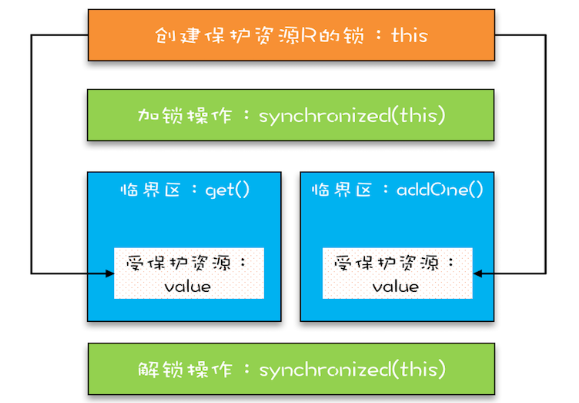 创建保护资源R的锁：this
加锁操作：synchronized(this)
临界区：get()
受保护资源：
value
临界区：addOne()
受保护资源：
value
解锁操作：synchronized(this)